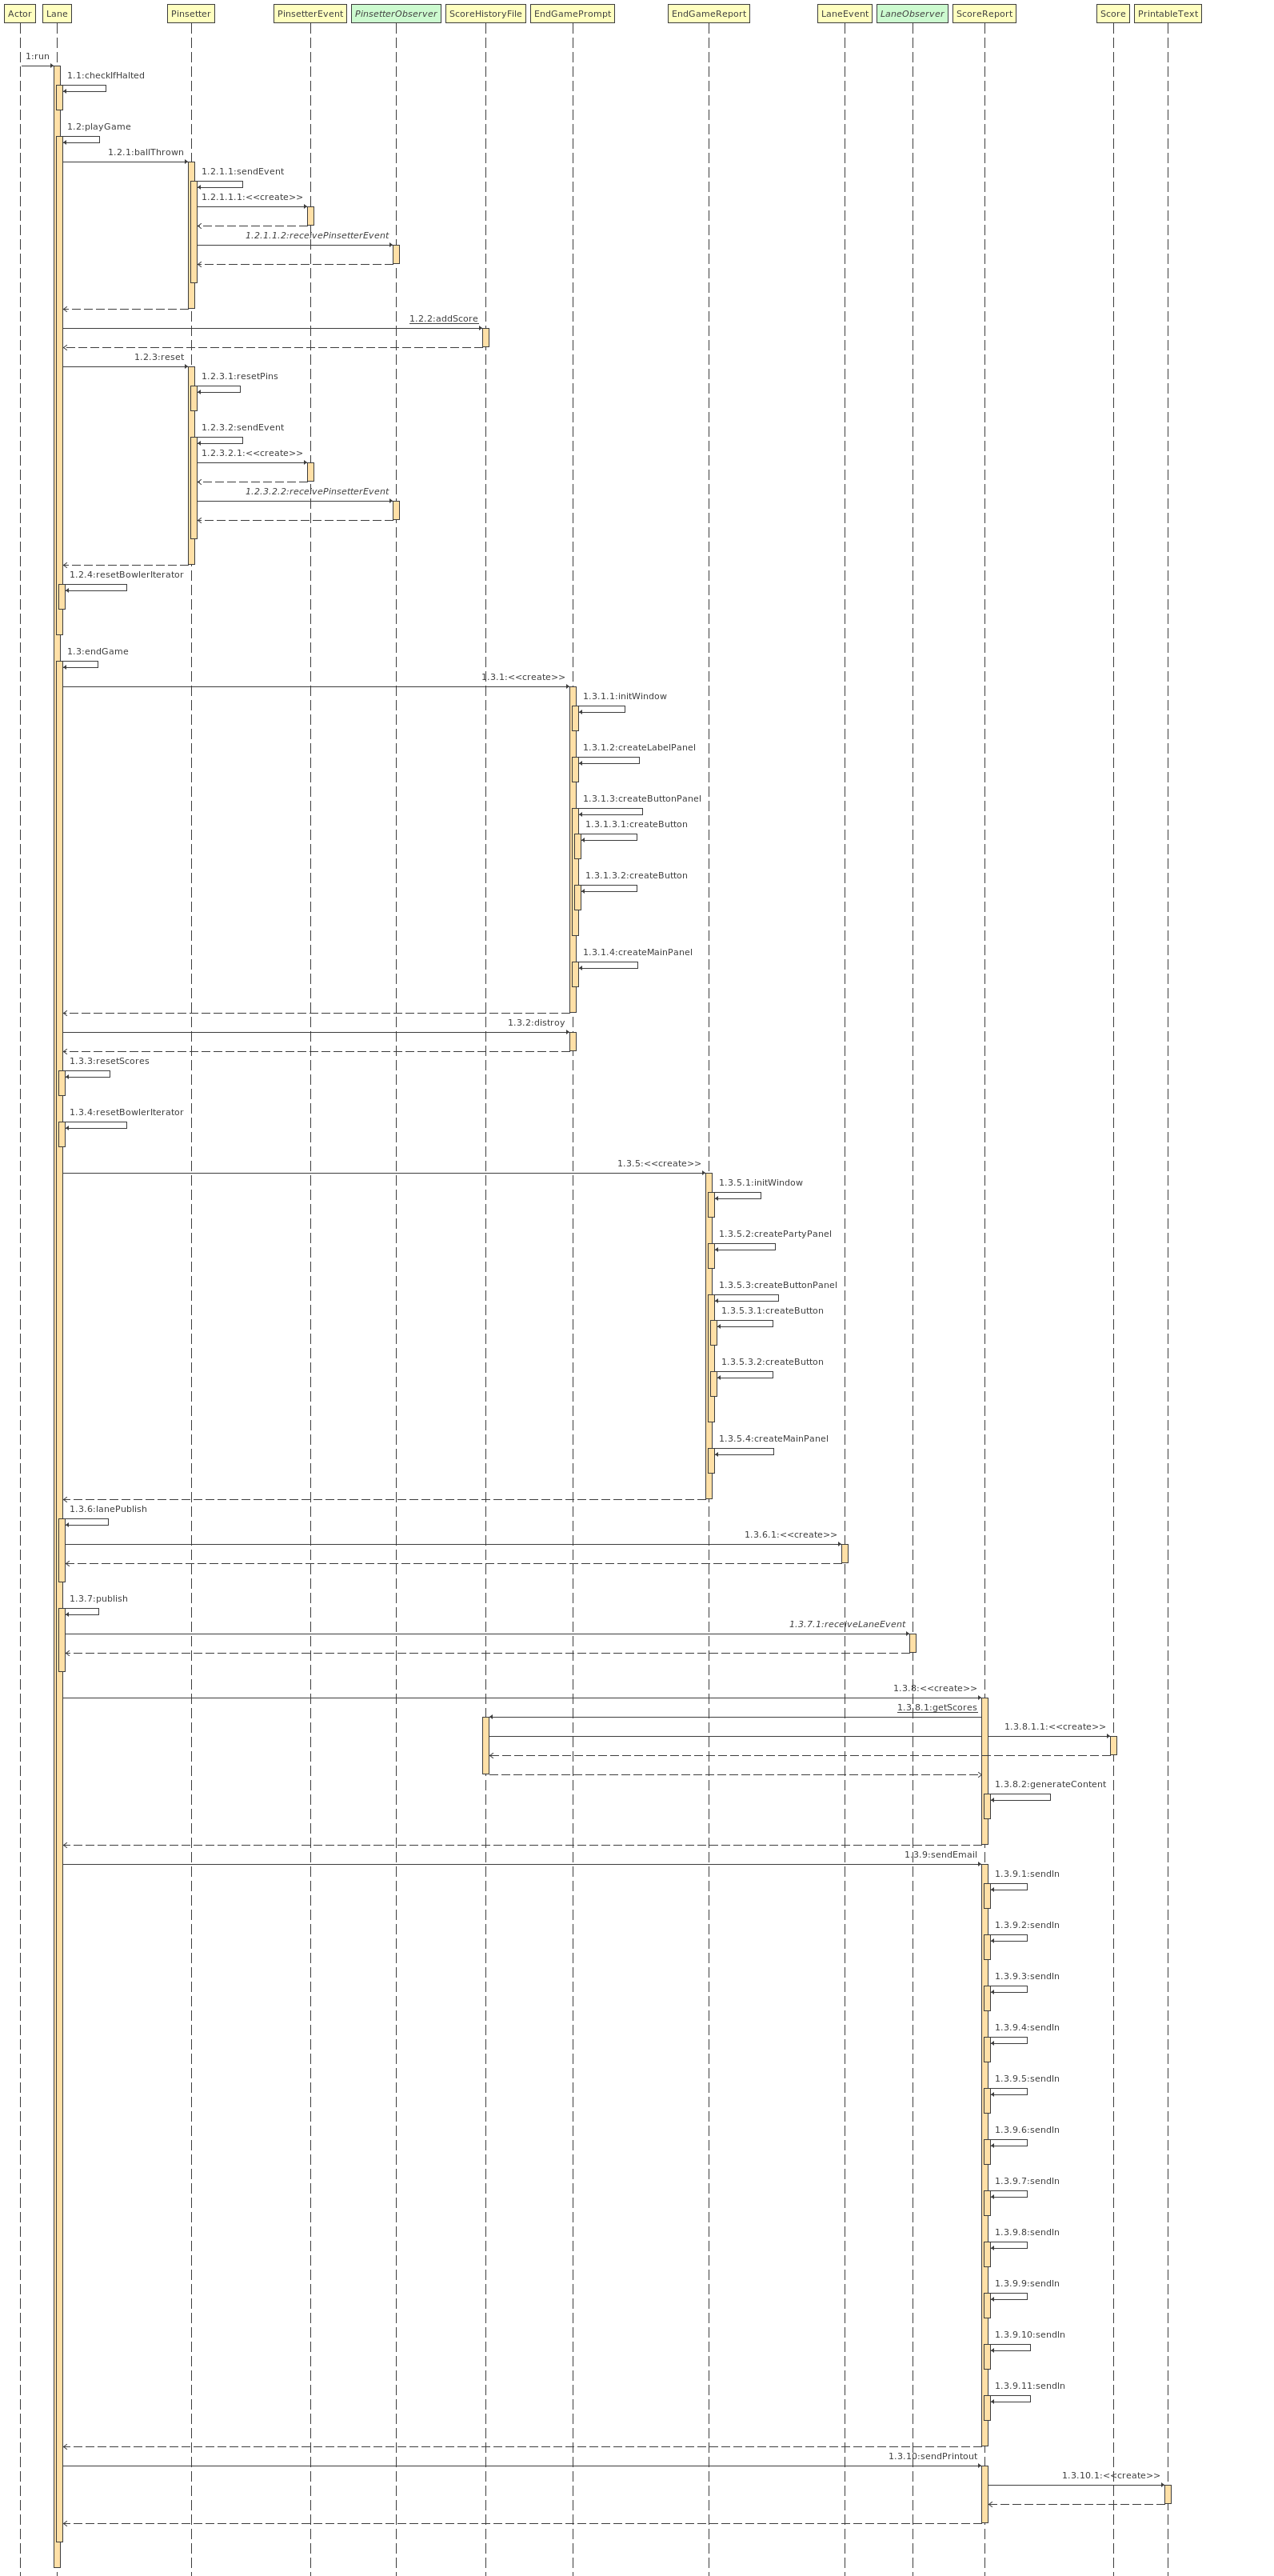 Actor
Lane
Pinsetter
PinsetterEvent
PinsetterObserver
ScoreHistoryFile
EndGamePrompt
EndGameReport
LaneEvent
LaneObserver
ScoreReport
Score
PrintableText
1:run
1.1:checkIfHalted
1.2:playGame
1.2.1:ballThrown
1.2.1.1:sendEvent
1.2.1.1.1:<<create>>
1.2.1.1.2:receivePinsetterEvent
1.2.2:addScore
1.2.3:reset
1.2.3.1:resetPins
1.2.3.2:sendEvent
1.2.3.2.1:<<create>>
1.2.3.2.2:receivePinsetterEvent
1.2.4:resetBowlerIterator
1.3:endGame
1.3.1:<<create>>
1.3.1.1:initWindow
1.3.1.2:createLabelPanel
1.3.1.3:createButtonPanel
1.3.1.3.1:createButton
1.3.1.3.2:createButton
1.3.1.4:createMainPanel
1.3.2:distroy
1.3.3:resetScores
1.3.4:resetBowlerIterator
1.3.5:<<create>>
1.3.5.1:initWindow
1.3.5.2:createPartyPanel
1.3.5.3:createButtonPanel
1.3.5.3.1:createButton
1.3.5.3.2:createButton
1.3.5.4:createMainPanel
1.3.6:lanePublish
1.3.6.1:<<create>>
1.3.7:publish
1.3.7.1:receiveLaneEvent
1.3.8:<<create>>
1.3.8.1:getScores
1.3.8.1.1:<<create>>
1.3.8.2:generateContent
1.3.9:sendEmail
1.3.9.1:sendln
1.3.9.2:sendln
1.3.9.3:sendln
1.3.9.4:sendln
1.3.9.5:sendln
1.3.9.6:sendln
1.3.9.7:sendln
1.3.9.8:sendln
1.3.9.9:sendln
1.3.9.10:sendln
1.3.9.11:sendln
1.3.10:sendPrintout
1.3.10.1:<<create>>